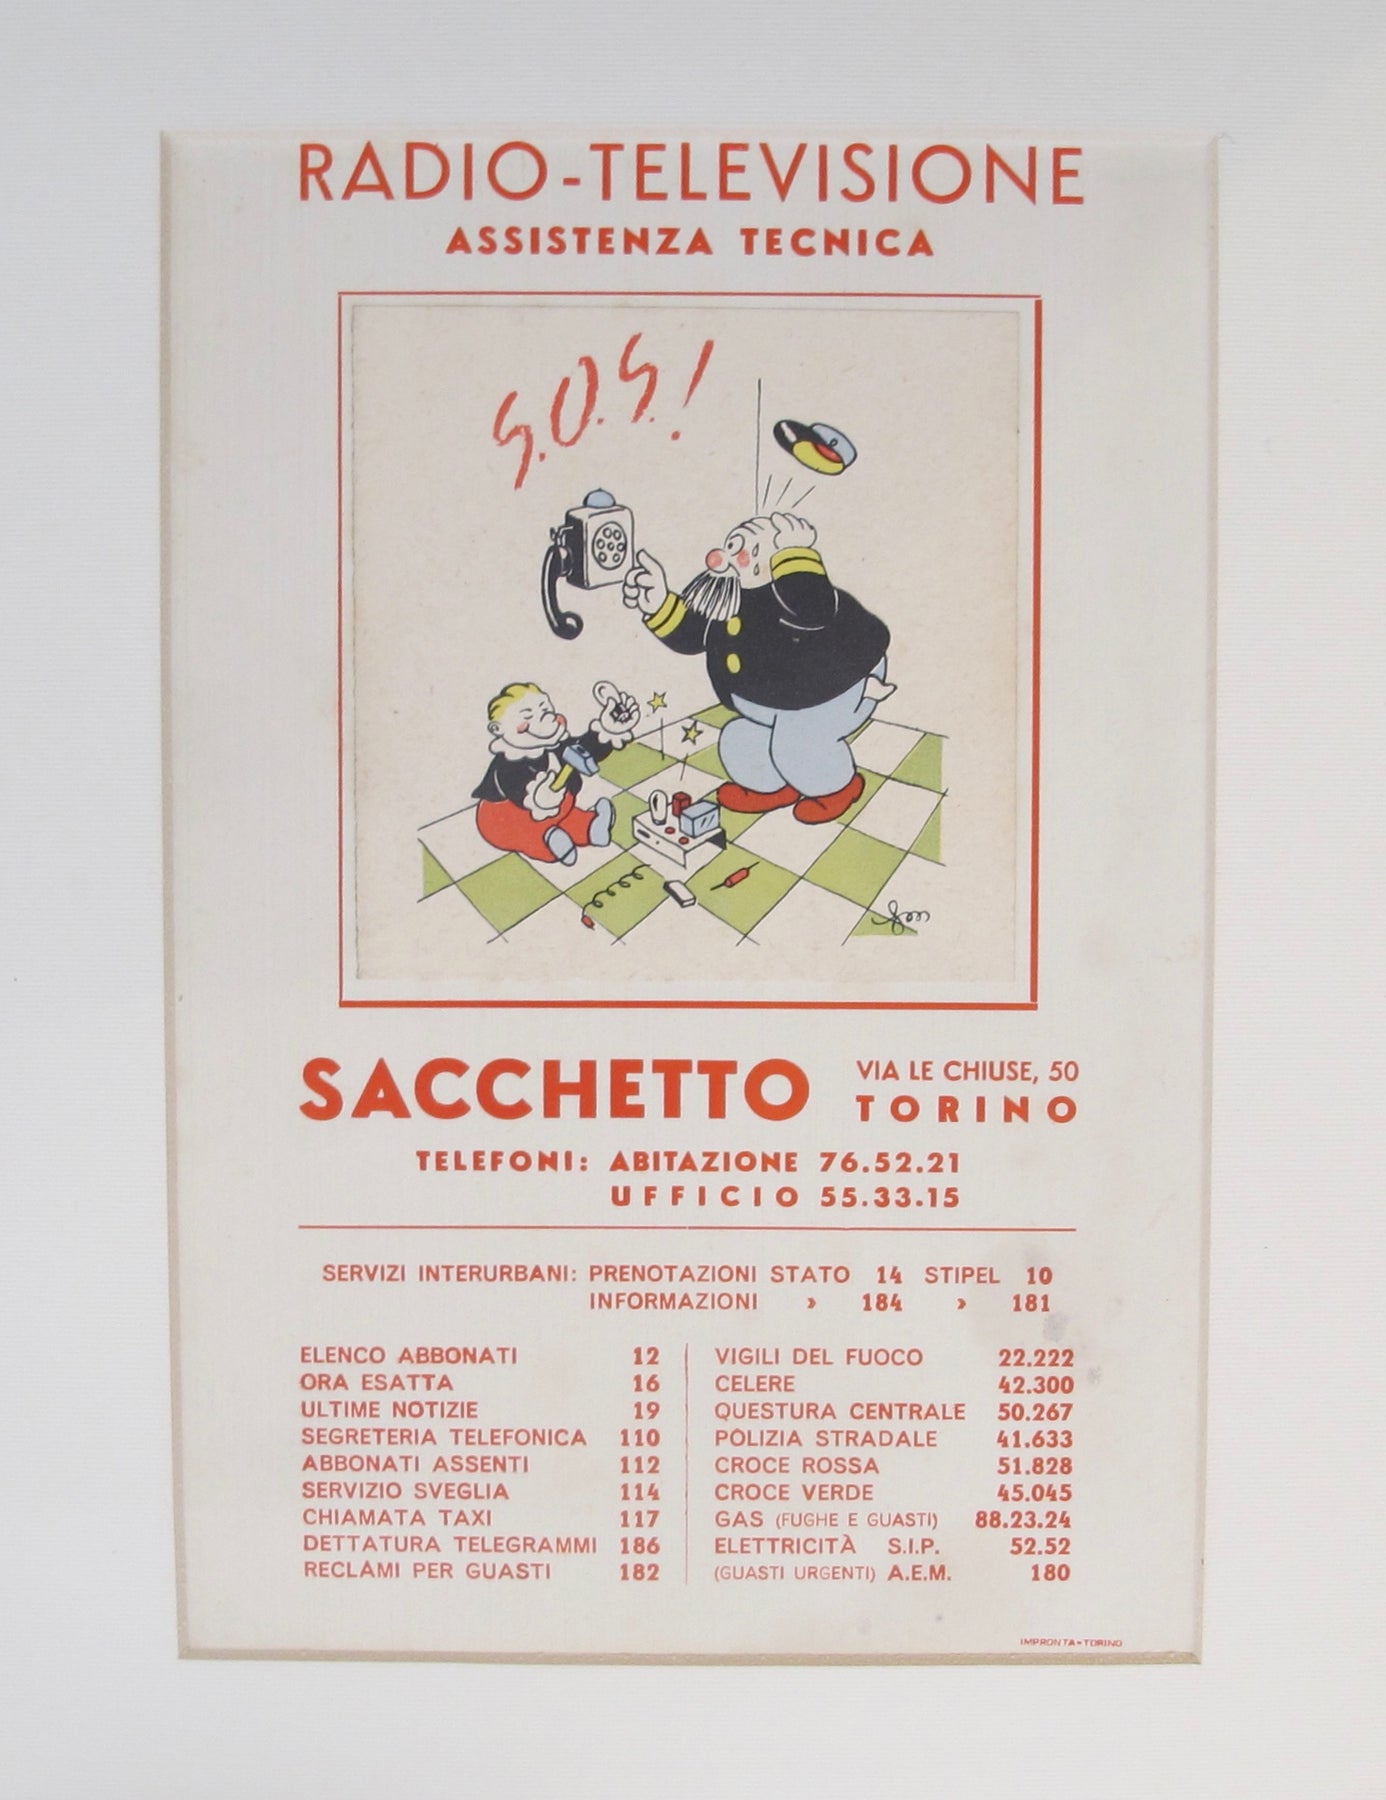 RADIO-TELEVISIONE
ASSISTENZA TECNICA
S.O.S.!
SACCHETTO VIA LE CHIUSE, 50
TORINO
TELEFONI: ABITAZIONE 76.52.21
UFFICIO 55.33.15
SERVIZI INTERURBANI: PRENOTAZIONI STATO 14 STIPEL 10
INFORMAZIONI » 184 » 181
ELENCO ABBONATI 12
ORA ESATTA 16
ULTIME NOTIZIE 19
SEGRETERIA TELEFONICA 110
ABBONATI ASSENTI 112
SERVIZIO SVEGLIA 114
CHIAMATA TAXI 117
DETTATURA TELEGRAMMI 186
RECLAMI PER GUASTI 182
VIGILI DEL FUOCO 22.222
CELERE 42.300
QUESTURA CENTRALE 50.267
POLIZIA STRADALE 41.633
CROCE ROSSA 51.828
CROCE VERDE 45.045
GAS (FUGHE E GUASTI) 88.23.24
ELETTRICITÀ S.I.P. 52.52
(GUASTI URGENTI) A.E.M. 180
IMPRONTA - TORINO